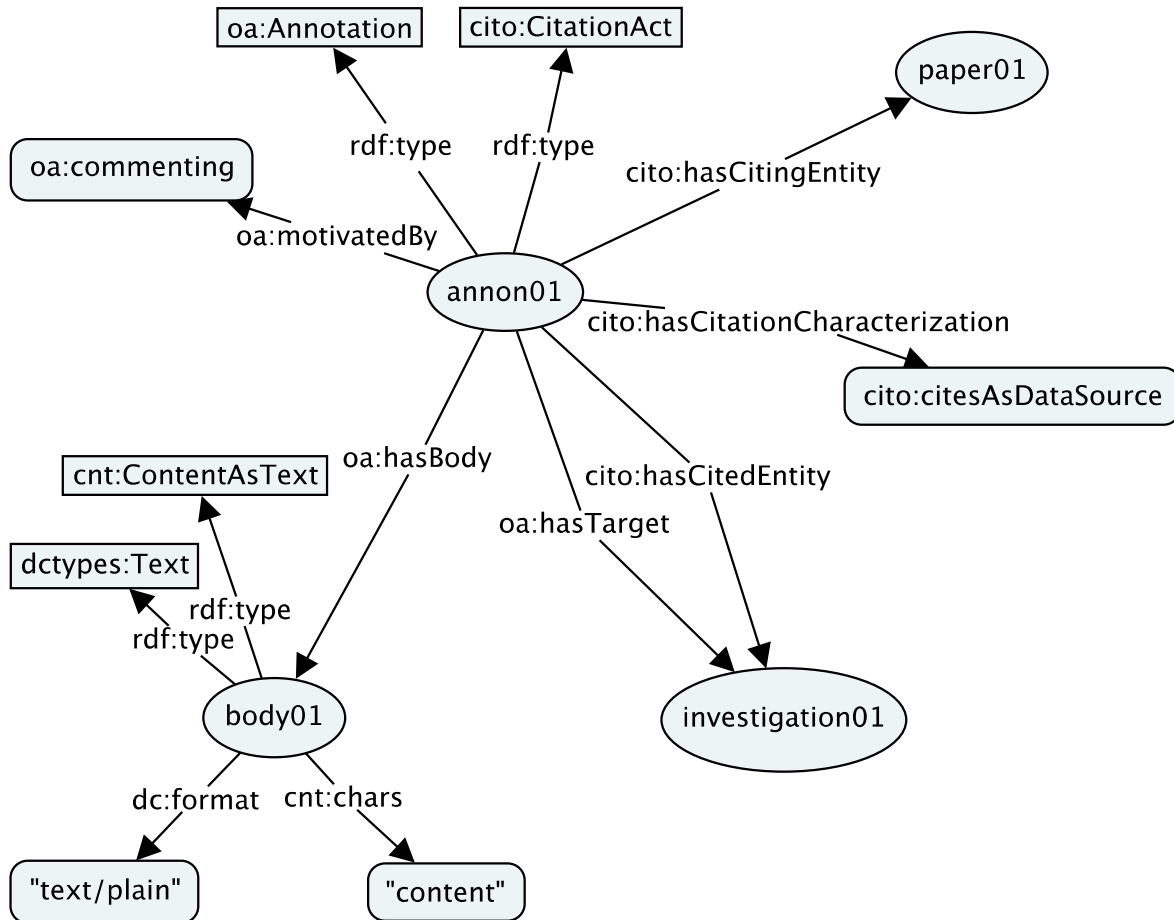 oa:Annotation
cito:CitationAct
paper01
rdf:type
rdf:type
oa:commenting
cito:hasCitingEntity
oa:motivatedBy
annon01
cito:hasCitationCharacterization
cito:citesAsDataSource
oa:hasBody
cnt:ContentAsText
cito:hasCitedEntity
oa:hasTarget
dctypes:Text
rdf:type
rdf:type
body01
investigation01
dc:format
cnt:chars
"text/plain"
"content"